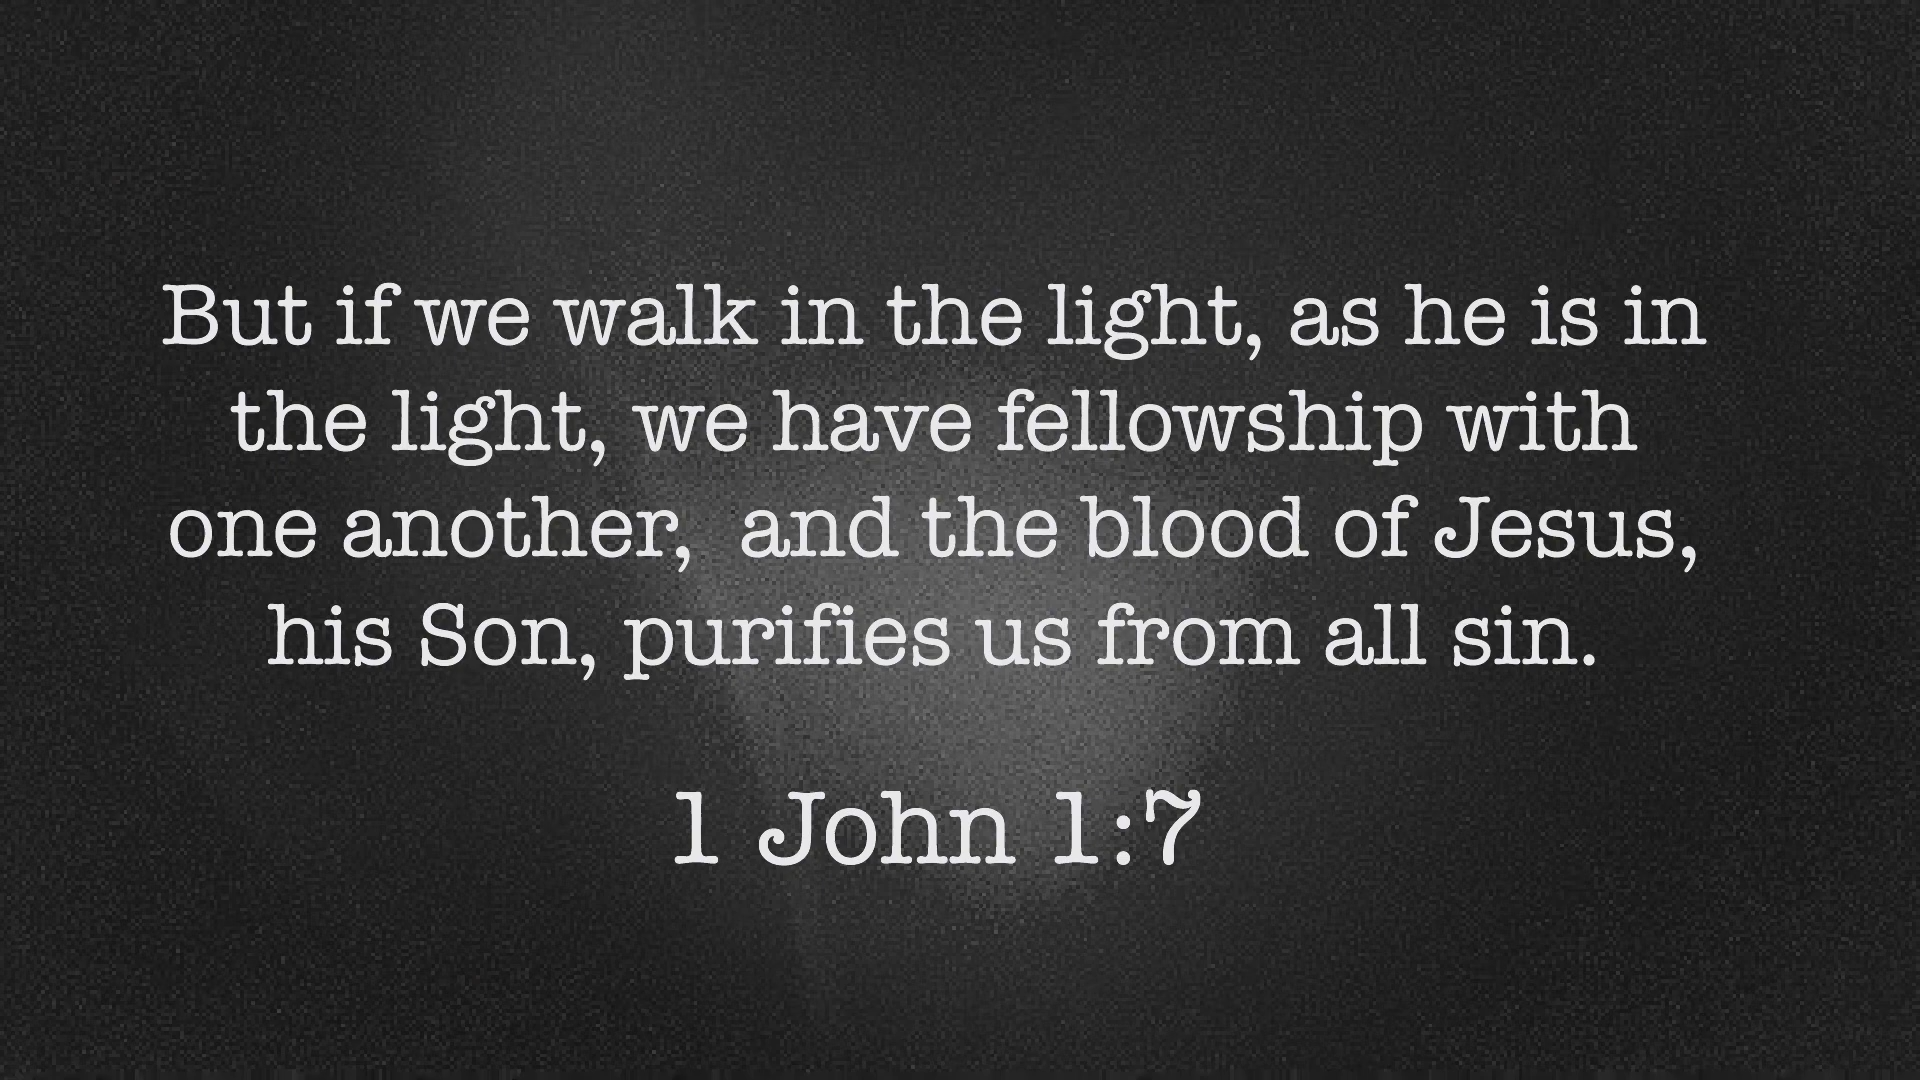 But if we walk in the light, as he is in
the light, we have fellowship with
one another,  and the blood of Jesus,
his Son, purifies us from all sin.
1 John 1:7